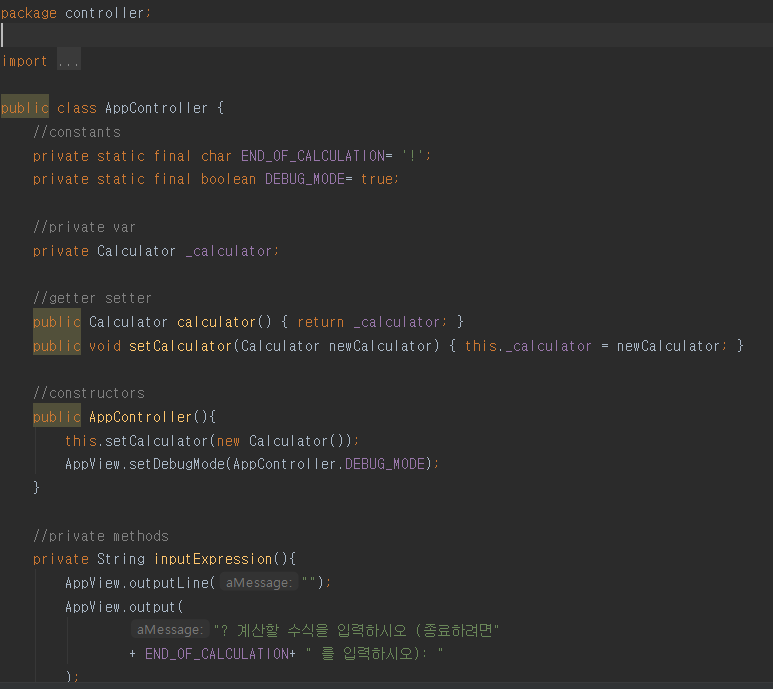 package controller;
import ...
public class AppController {
//constants
private static final char END_OF_CALCULATION= '!';
private static final boolean DEBUG_MODE= true;
//private var
private Calculator _calculator;
//getter setter
public Calculator calculator() { return _calculator; }
public void setCalculator(Calculator newCalculator) { this._calculator = newCalculator; }
//constructors
public AppController(){
this.setCalculator(new Calculator());
AppView.setDebugMode(AppController.DEBUG_MODE);
}
//private methods
private String inputExpression(){
AppView.outputLine( aMessage: "");
AppView.output(
aMessage: "? 계산할 수식을 입력하시오 (종료하려면"
+ END_OF_CALCULATION+ " 를 입력하시오): "
);